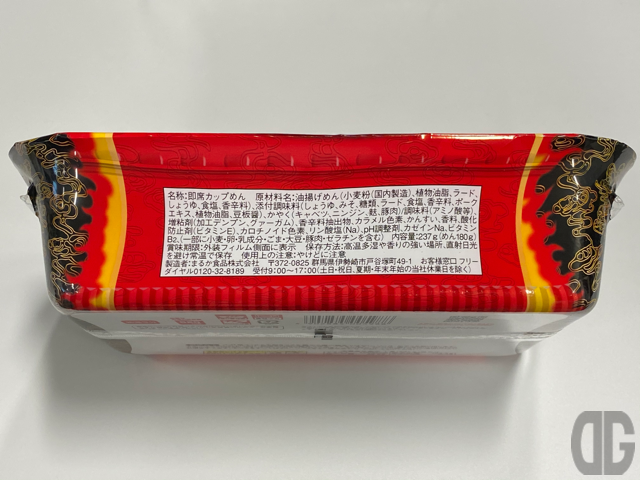 名称:即席カップめん 原材料名:油揚げめん(小麦粉(国内製造)、植物油脂、ラード、
しょうゆ、食塩、香辛料)、添付調味料(しょうゆ、みそ、糖類、ラード、食塩、香辛料、ポーク
エキス、植物油脂、豆板醤)、かやく(キャベツ、ニンジン、麸、豚肉)/調味料(アミノ酸等)、
増粘剤(加工デンプン、グァーガム)、香辛料抽出物、カラメル色素、かんすい、香料、酸化
防止剤(ビタミンE)、カロチノイド色素、リン酸塩(Na)、pH調整剤、カゼインNa、ビタミン
B2、(一部に小麦・卵・乳成分・ごま・大豆・豚肉・ゼラチンを含む) 内容量:237g(めん180g)
賞味期限:外装フィルム側面に表示 保存方法:高温多湿や香りの強い場所、直射日光
を避け常温で保存 使用上の注意:やけどに注意
製造者:まるか食品株式会社 〒372-0825 群馬県伊勢崎市戸谷塚町49-1 お客様窓口 フリー
ダイヤル0120-32-8189 受付9:00~17:00(土・日・祝日、夏期・年末年始の当社休業日を除く)
DG